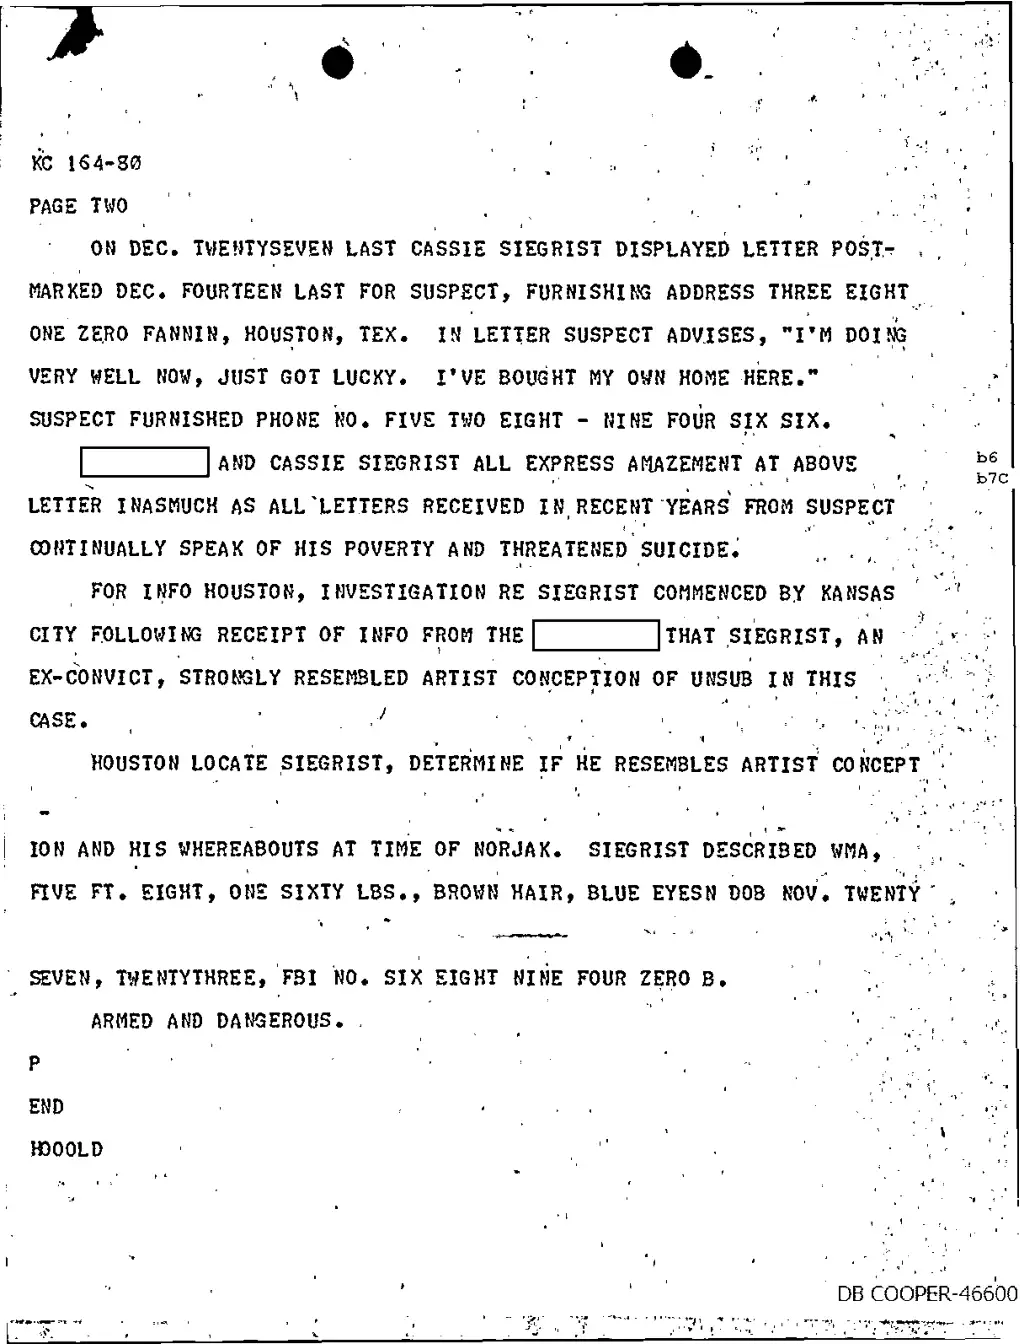 KC 164-80
PAGE TWO
ON DEC. TWENTYSEVEN LAST CASSIE SIEGRIST DISPLAYED LETTER POST-
MARKED DEC. FOURTEEN LAST FOR SUSPECT, FURNISHING ADDRESS THREE EIGHT
ONE ZERO FANNIN, HOUSTON, TEX. IN LETTER SUSPECT ADVISES, "I'M DOING
VERY WELL NOW, JUST GOT LUCKY. I'VE BOUGHT MY OWN HOME HERE."
SUSPECT FURNISHED PHONE NO. FIVE TWO EIGHT - NINE FOUR SIX SIX.
AND CASSIE SIEGRIST ALL EXPRESS AMAZEMENT AT ABOVE
b6
b7C
LETTER INASMUCH AS ALL LETTERS RECEIVED IN RECENT YEARS FROM SUSPECT
CONTINUALLY SPEAK OF HIS POVERTY AND THREATENED SUICIDE.
FOR INFO HOUSTON, INVESTIGATION RE SIEGRIST COMMENCED BY KANSAS
CITY FOLLOWING RECEIPT OF INFO FROM THE THAT SIEGRIST, AN
EX-CONVICT, STRONGLY RESEMBLED ARTIST CONCEPTION OF UNSUB IN THIS
CASE.
HOUSTON LOCATE SIEGRIST, DETERMINE IF HE RESEMBLES ARTIST CONCEPT
-
ION AND HIS WHEREABOUTS AT TIME OF NORJAK. SIEGRIST DESCRIBED WMA,
FIVE FT. EIGHT, ONE SIXTY LBS., BROWN HAIR, BLUE EYESN DOB NOV. TWENTY
SEVEN, TWENTYTHREE, FBI NO. SIX EIGHT NINE FOUR ZERO B.
ARMED AND DANGEROUS.
P
END
DB COOPER-46600